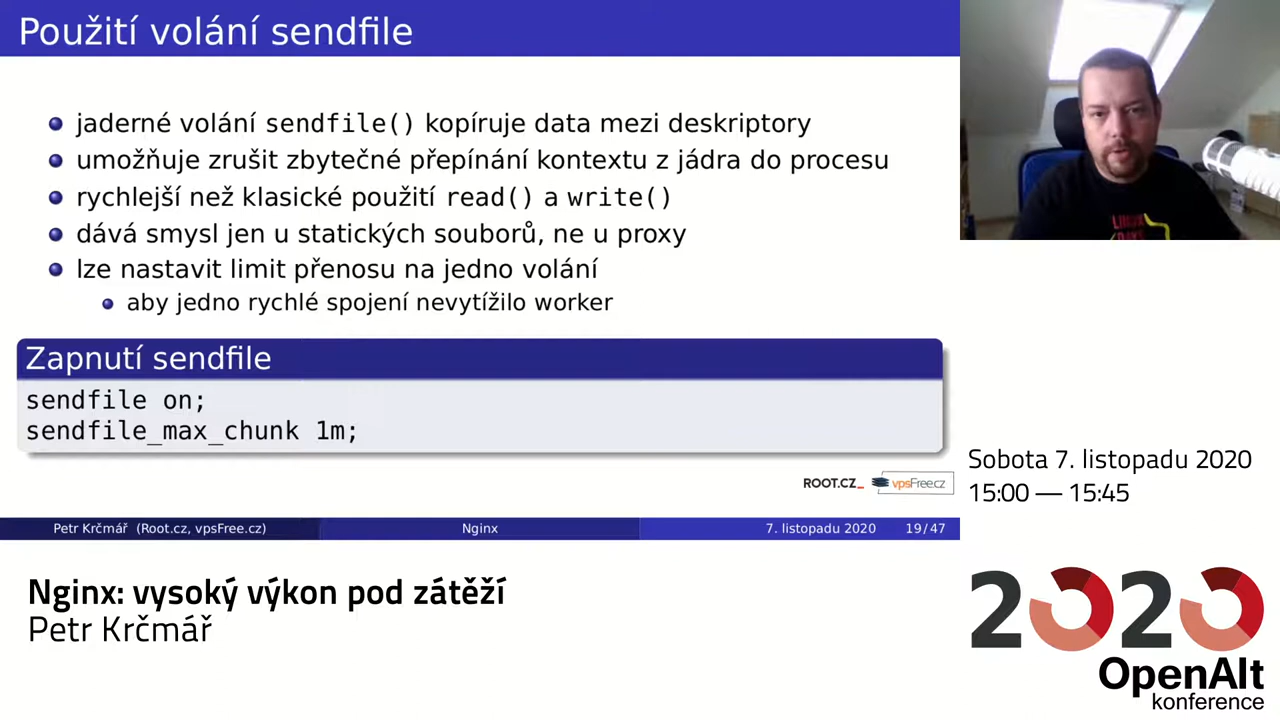 Použití volání sendfile
jaderné volání sendfile() kopíruje data mezi deskriptory
umožňuje zrušit zbytečné přepínání kontextu z jádra do procesu
rychlejší než klasické použití read() a write()
dává smysl jen u statických souborů, ne u proxy
lze nastavit limit přenosu na jedno volání
aby jedno rychlé spojení nevytížilo worker
Zapnutí sendfile
sendfile on;
sendfile_max_chunk 1m;
ROOT.CZ_ vpsFree.cz
Petr Krčmář (Root.cz, vpsFree.cz) Nginx 7. listopadu 2020 19/47
LINUX
DAYS
Sobota 7. listopadu 2020
15:00 — 15:45
Nginx: vysoký výkon pod zátěží
Petr Krčmář
2020
OpenAlt
konference